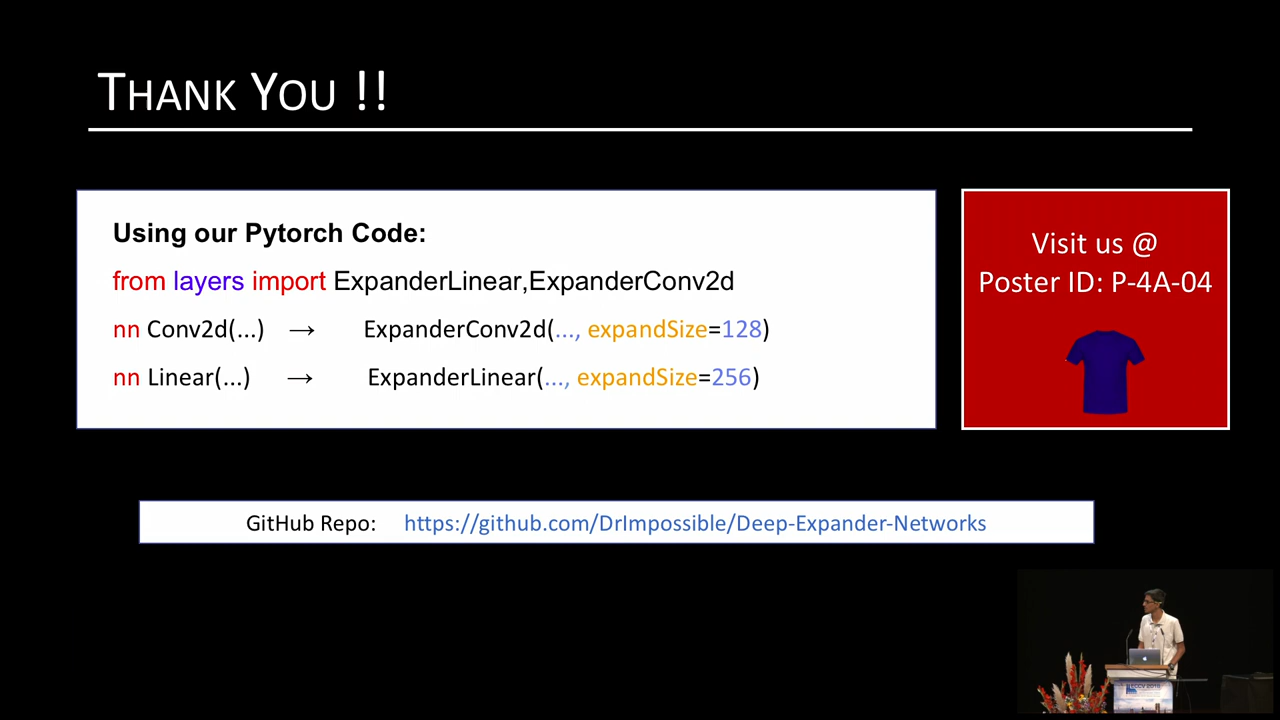 THANK YOU !!
Using our Pytorch Code:
from layers import ExpanderLinear,ExpanderConv2d
nn Conv2d(...) → ExpanderConv2d(..., expandSize=128)
nn Linear(...) → ExpanderLinear(..., expandSize=256)
Visit us @
Poster ID: P-4A-04
GitHub Repo: https://github.com/DrImpossible/Deep-Expander-Networks